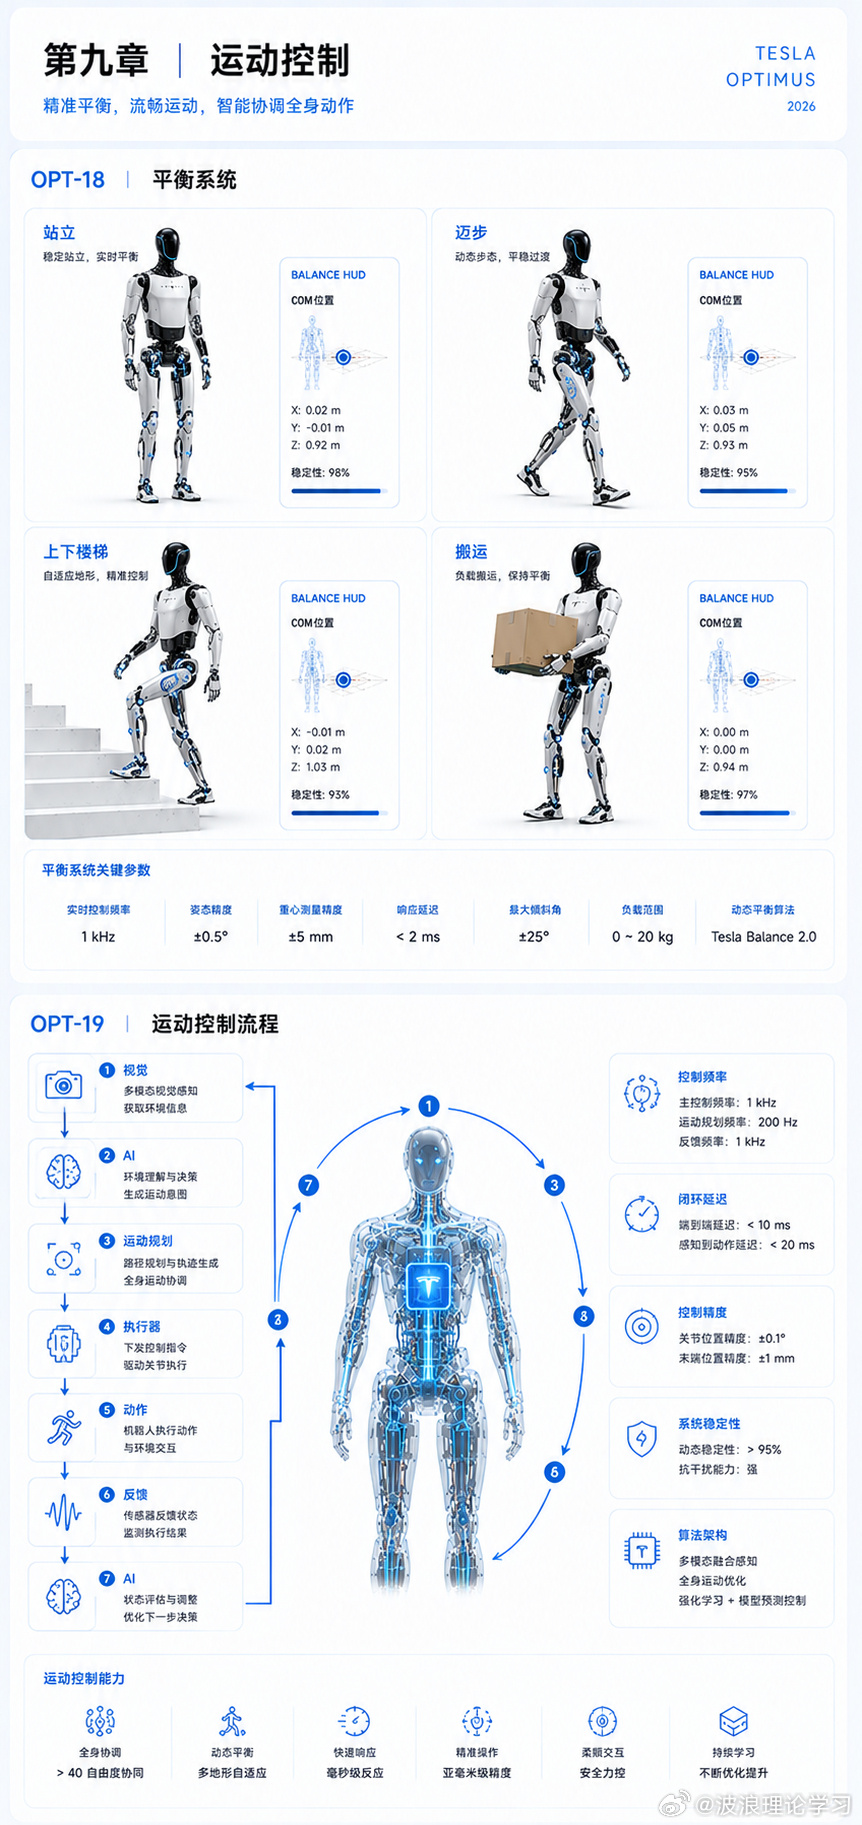 第九章 | 运动控制
精准平衡，流畅运动，智能协调全身动作
TESLA
OPTIMUS
2026
OPT-18 | 平衡系统
站立
稳定站立，实时平衡
BALANCE HUD
COM位置
X: 0.02 m
Y: -0.01 m
Z: 0.92 m
稳定性: 98%
迈步
动态步态，平稳过渡
BALANCE HUD
COM位置
X: 0.03 m
Y: 0.05 m
Z: 0.93 m
稳定性: 95%
上下楼梯
自适应地形，精准控制
BALANCE HUD
COM位置
X: -0.01 m
Y: 0.02 m
Z: 1.03 m
稳定性: 93%
搬运
负载搬运，保持平衡
BALANCE HUD
COM位置
X: 0.00 m
Y: 0.00 m
Z: 0.94 m
稳定性: 97%
平衡系统关键参数
实时控制频率
1 kHz
姿态精度
±0.5°
重心测量精度
±5 mm
响应延迟
< 2 ms
最大倾斜角
±25°
负载范围
0 ~ 20 kg
动态平衡算法
Tesla Balance 2.0
OPT-19 | 运动控制流程
1 视觉
多模态视觉感知
获取环境信息
2 AI
环境理解与决策
生成运动意图
3 运动规划
路径规划与轨迹生成
全身运动协调
4 执行器
下发控制指令
驱动关节执行
5 动作
机器人执行动作
与环境交互
6 反馈
传感器反馈状态
监测执行结果
7 AI
状态评估与调整
优化下一步决策
1
7
3
8
6
控制频率
主控制频率：1 kHz
运动规划频率：200 Hz
反馈频率：1 kHz
闭环延迟
端到端延迟：< 10 ms
感知到动作延迟：< 20 ms
控制精度
关节位置精度：±0.1°
末端位置精度：±1 mm
系统稳定性
动态稳定性：> 95%
抗干扰能力：强
算法架构
多模态融合感知
全身运动优化
强化学习 + 模型预测控制
运动控制能力
全身协调
> 40 自由度协同
动态平衡
多地形自适应
快速响应
毫秒级反应
精准操作
亚毫米级精度
柔顺交互
安全力控
持续学习
不断优化提升
@波浪理论学习